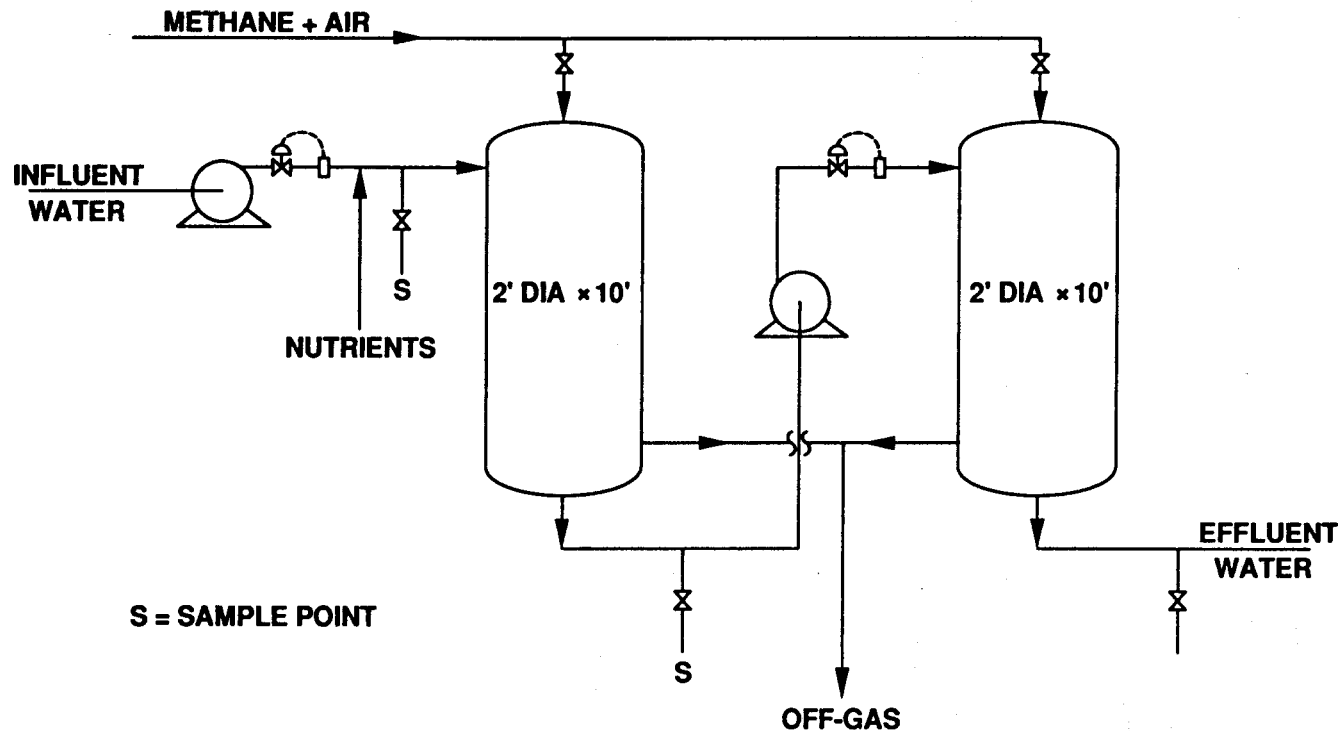 METHANE + AIR
INFLUENT
WATER
S
NUTRIENTS
2' DIA × 10'
2' DIA × 10'
EFFLUENT
WATER
S = SAMPLE POINT
S
OFF-GAS